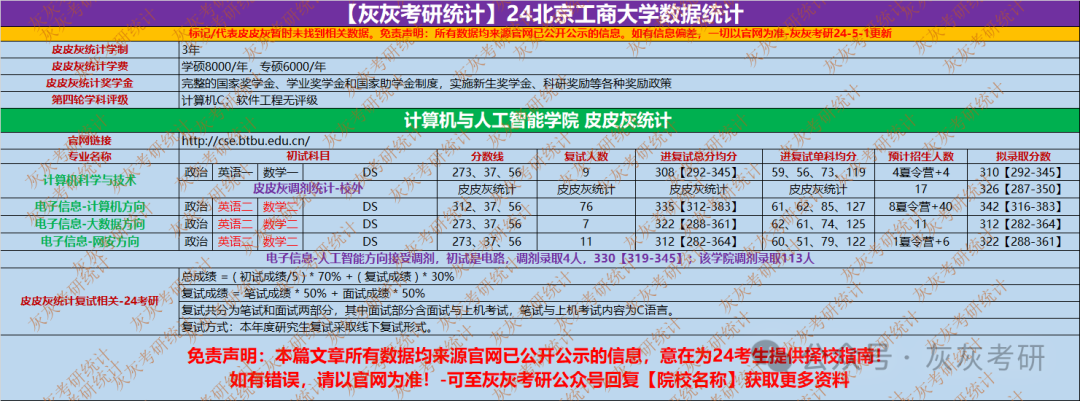 【灰灰考研统计】24北京工商大学数据统计
标记/代表皮皮灰暂时未找到相关数据。免责声明：所有数据均来源官网已公开公示的信息。如有信息偏差，一切以官网为准-灰灰考研24-5-1更新
皮皮灰统计学制 3年
皮皮灰统计学费 学硕8000/年，专硕6000/年
皮皮灰统计奖学金 完整的国家奖学金、学业奖学金和国家助学金制度，实施新生奖学金、科研奖励等各种奖励政策
第四轮学科评级 计算机C；软件工程无评级
计算机与人工智能学院 皮皮灰统计
官网链接 http://cse.btbu.edu.cn/
专业名称 初试科目 分数线 复试人数 进复试总分均分 进复试单科均分 预计招生人数 拟录取分数
计算机科学与技术 政治 英语一 数学一 DS 273、37、56 9 308【292-345】 59、56、73、119 4夏令营+4 310【292-345】
皮皮灰调剂统计-校外 皮皮灰统计 皮皮灰统计 皮皮灰统计 皮皮灰统计 17 326【287-350】
电子信息-计算机方向 政治 英语二 数学二 DS 312、37、56 76 335【312-383】 61、62、85、127 8夏令营+40 342【316-383】
电子信息-大数据方向 政治 英语二 数学二 DS 273、37、56 7 322【288-361】 62、61、74、125 11 312【282-364】
电子信息-网安方向 政治 英语二 数学二 DS 273、37、56 11 312【282-364】 60、51、79、122 1夏令营+6 322【288-361】
电子信息-人工智能方向接受调剂，初试是电路，调剂录取4人，330【319-345】；该学院调剂录取113人
皮皮灰统计复试相关-24考研
总成绩 =（初试成绩/5）* 70% +（复试成绩）* 30%
复试成绩 = 笔试成绩 * 50% + 面试成绩 * 50%
复试共分为笔试和面试两部分，其中面试部分含面试与上机考试，笔试与上机考试内容为C语言。
复试方式：本年度研究生复试采取线下复试形式。
免责声明：本篇文章所有数据均来源官网已公开公示的信息，意在为24考生提供择校指南！
如有错误，请以官网为准！-可至灰灰考研公众号回复【院校名称】获取更多资料
公众号 · 灰灰考研
灰灰考研统计